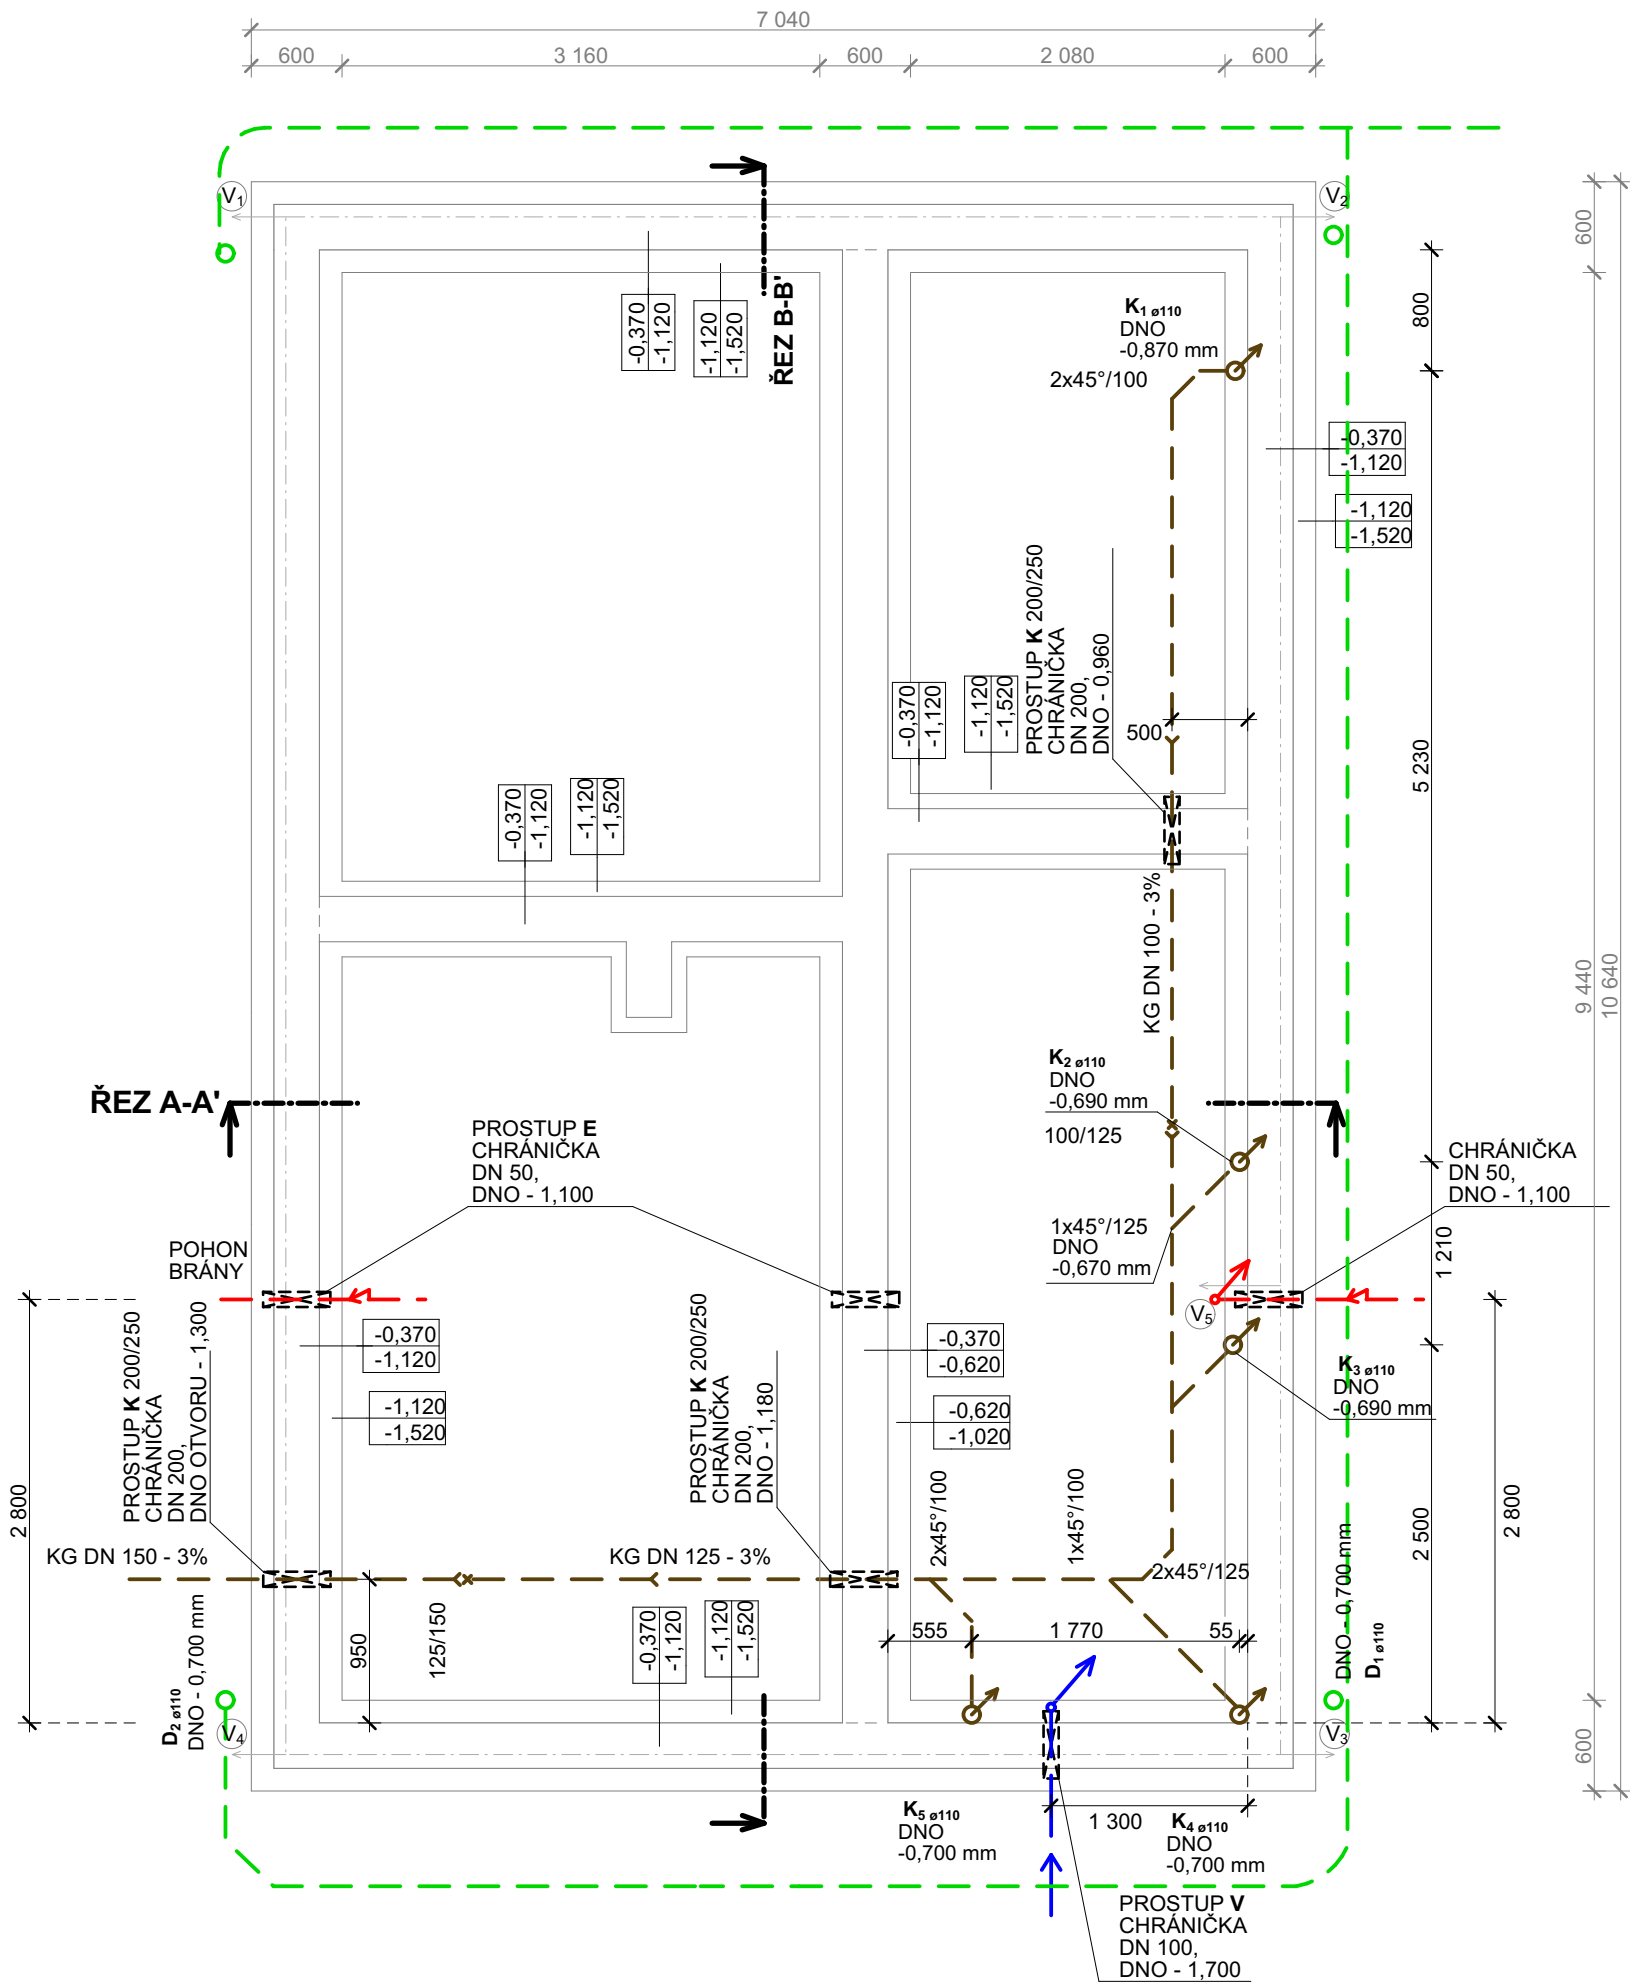 7 040
600
3 160
600
2 080
600
V1
V2
600
ŘEZ B-B'
-0,370
-1,120
-1,120
-1,520
K1 ø110
DNO
-0,870 mm
2x45°/100
800
-0,370
-1,120
-1,120
-1,520
PROSTUP K 200/250
CHRÁNIČKA
DN 200,
DNO - 0,960
-0,370
-1,120
-1,120
-1,520
500
5 230
-0,370
-1,120
-1,120
-1,520
KG DN 100 - 3%
9 440
10 640
K2 ø110
DNO
-0,690 mm
100/125
ŘEZ A-A'
PROSTUP E
CHRÁNIČKA
DN 50,
DNO - 1,100
CHRÁNIČKA
DN 50,
DNO - 1,100
1x45°/125
DNO
-0,670 mm
1 210
POHON
BRÁNY
V5
PROSTUP K 200/250
CHRÁNIČKA
DN 200,
DNO OTVORU - 1,300
-0,370
-1,120
-1,120
-1,520
PROSTUP K 200/250
CHRÁNIČKA
DN 200,
DNO - 1,180
-0,370
-0,620
-0,620
-1,020
K3 ø110
DNO
-0,690 mm
2 800
2x45°/100
1x45°/100
2 500
2 800
KG DN 150 - 3%
KG DN 125 - 3%
2x45°/125
D2 ø110
DNO - 0,700 mm
950
125/150
-0,370
-1,120
-1,120
-1,520
555
1 770
55
DNO - 0,700 mm
D1 ø110
V4
V3
600
K5 ø110
DNO
-0,700 mm
1 300
K4 ø110
DNO
-0,700 mm
PROSTUP V
CHRÁNIČKA
DN 100,
DNO - 1,700